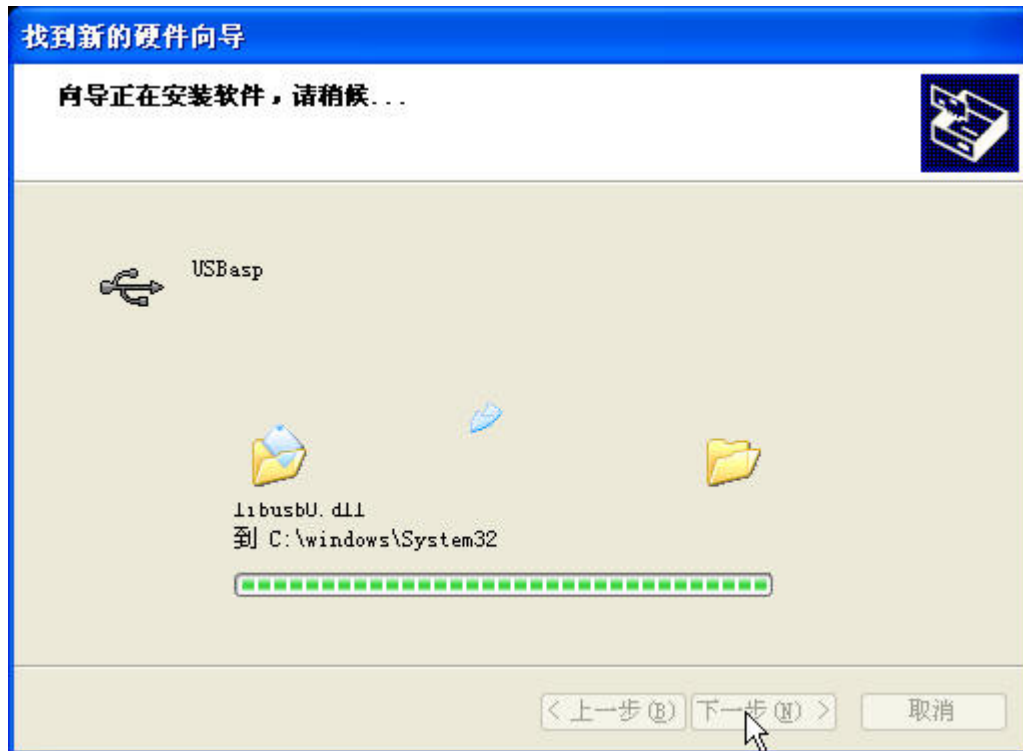 找到新的硬件向导
向导正在安装软件，请稍候...
USBasp
libusb0.dll
到 C:\windows\System32
< 上一步(B) 下一步(N) > 取消